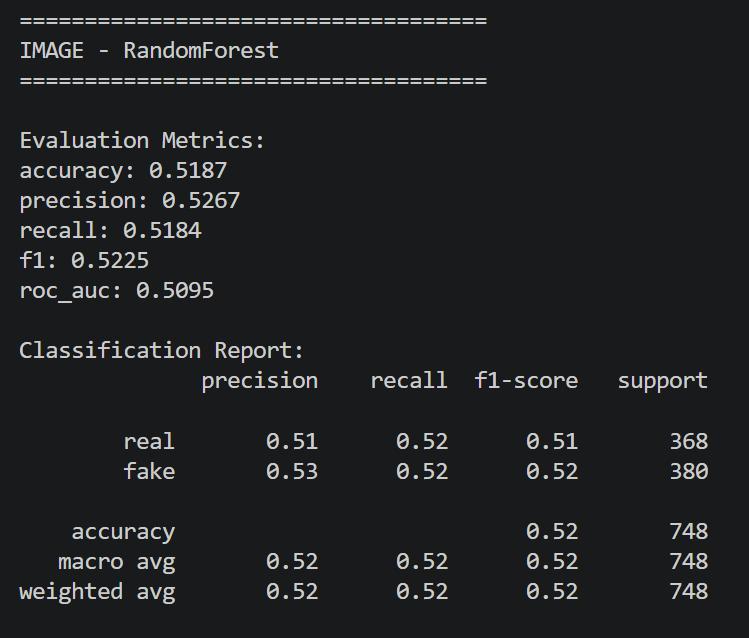 ====================================
IMAGE - RandomForest
====================================
Evaluation Metrics:
accuracy: 0.5187
precision: 0.5267
recall: 0.5184
f1: 0.5225
roc_auc: 0.5095
Classification Report:
precision recall f1-score support
real 0.51 0.52 0.51 368
fake 0.53 0.52 0.52 380
accuracy 0.52 748
macro avg 0.52 0.52 0.52 748
weighted avg 0.52 0.52 0.52 748